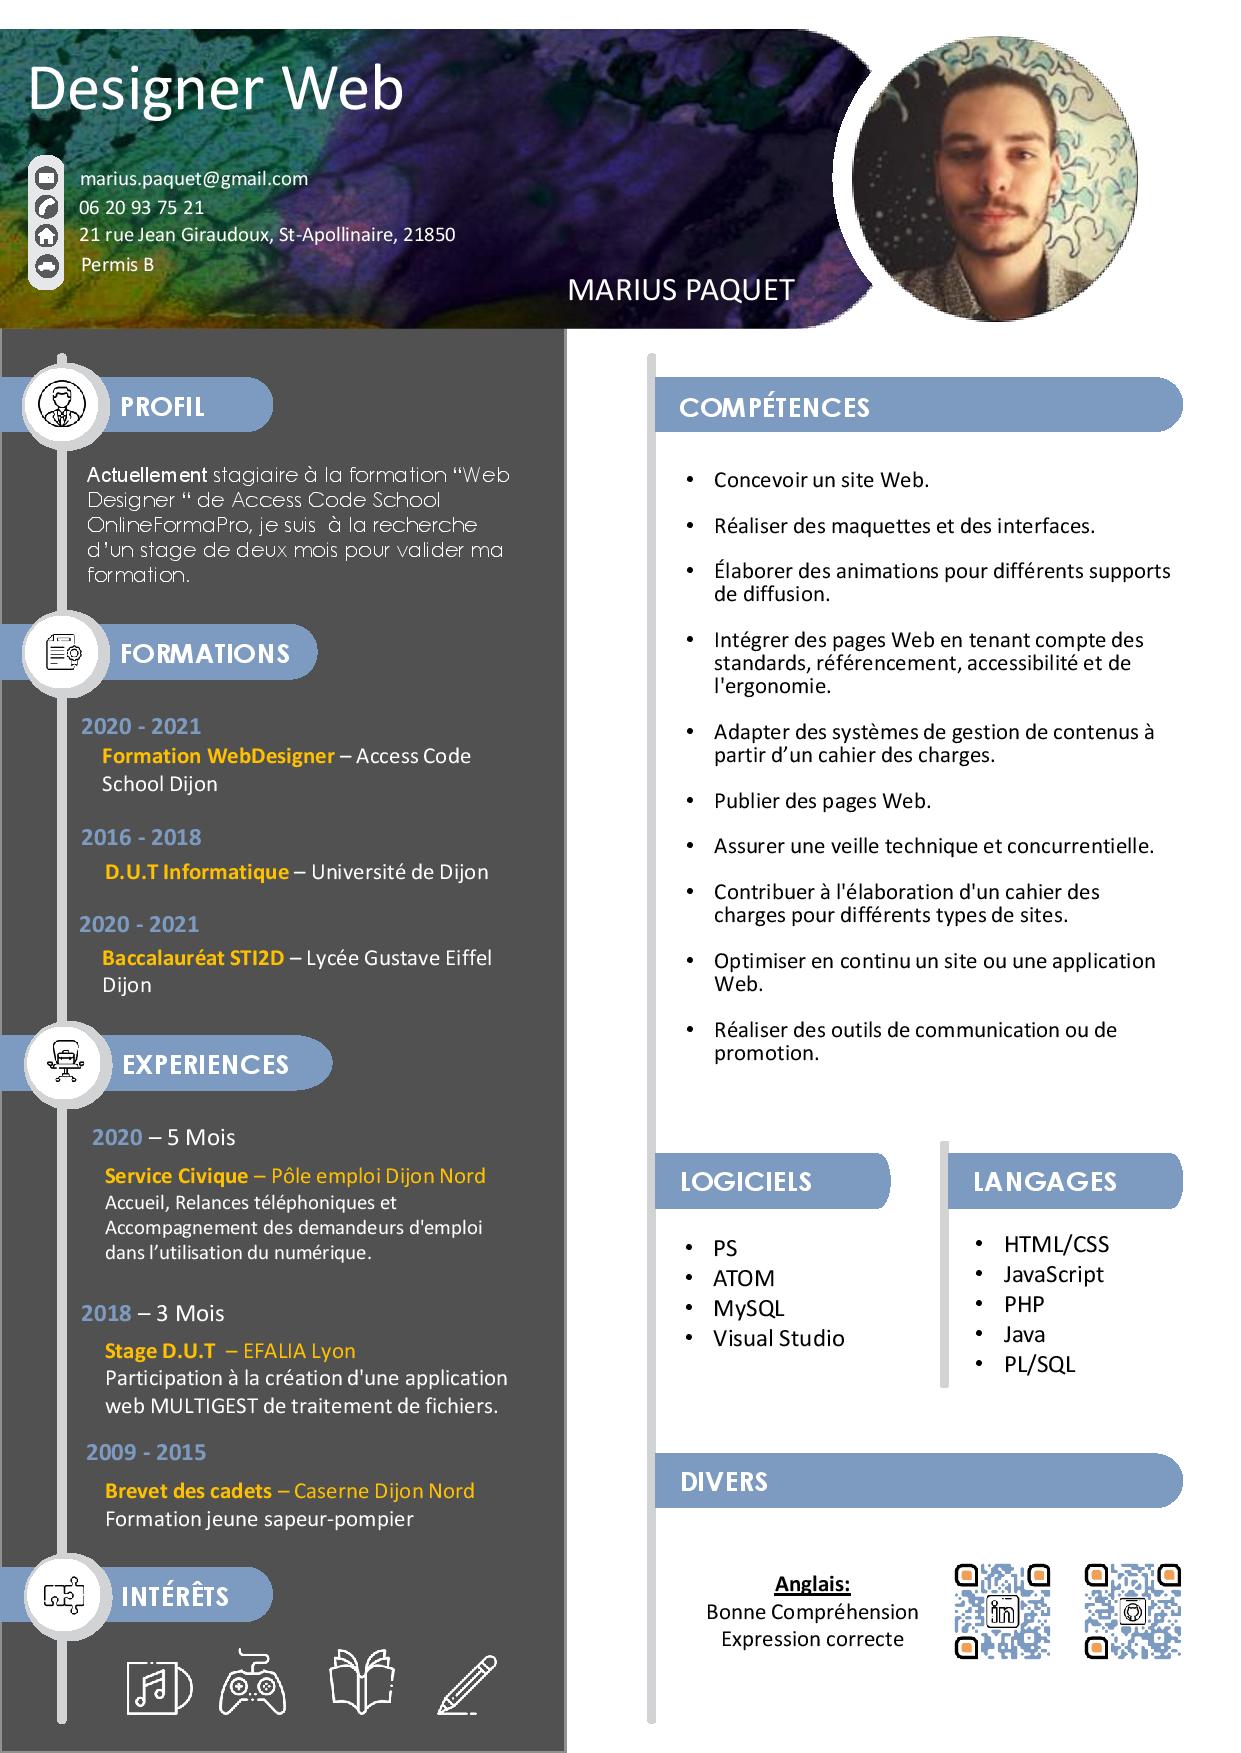 Designer Web
marius.paquet@gmail.com
06 20 93 75 21
21 rue Jean Giraudoux, St-Apollinaire, 21850
Permis B
MARIUS PAQUET
PROFIL
Actuellement stagiaire à la formation “Web
Designer “ de Access Code School
OnlineFormaPro, je suis à la recherche
d’un stage de deux mois pour valider ma
formation.
FORMATIONS
2020 - 2021
Formation WebDesigner – Access Code
School Dijon
2016 - 2018
D.U.T Informatique – Université de Dijon
2020 - 2021
Baccalauréat STI2D – Lycée Gustave Eiffel
Dijon
EXPERIENCES
2020 – 5 Mois
Service Civique – Pôle emploi Dijon Nord
Accueil, Relances téléphoniques et
Accompagnement des demandeurs d'emploi
dans l’utilisation du numérique.
2018 – 3 Mois
Stage D.U.T – EFALIA Lyon
Participation à la création d'une application
web MULTIGEST de traitement de fichiers.
2009 - 2015
Brevet des cadets – Caserne Dijon Nord
Formation jeune sapeur-pompier
INTÉRÊTS
COMPÉTENCES
• Concevoir un site Web.
• Réaliser des maquettes et des interfaces.
• Élaborer des animations pour différents supports
de diffusion.
• Intégrer des pages Web en tenant compte des
standards, référencement, accessibilité et de
l'ergonomie.
• Adapter des systèmes de gestion de contenus à
partir d’un cahier des charges.
• Publier des pages Web.
• Assurer une veille technique et concurrentielle.
• Contribuer à l'élaboration d'un cahier des
charges pour différents types de sites.
• Optimiser en continu un site ou une application
Web.
• Réaliser des outils de communication ou de
promotion.
LOGICIELS
• PS
• ATOM
• MySQL
• Visual Studio
LANGAGES
• HTML/CSS
• JavaScript
• PHP
• Java
• PL/SQL
DIVERS
Anglais:
Bonne Compréhension
Expression correcte
in